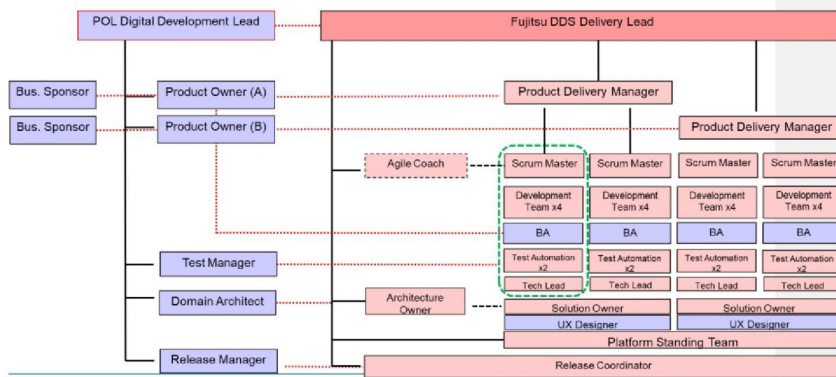 POL Digital Development Lead
Fujitsu DDS Delivery Lead
Bus. Sponsor
Product Owner (A)
Product Delivery Manager
Bus. Sponsor
Product Owner (B)
Product Delivery Manager
Agile Coach
Scrum Master
Scrum Master
Scrum Master
Scrum Master
Development
Team x4
Development
Team x4
Development
Team x4
Development
Team x4
BA
BA
BA
BA
Test Manager
Test Automation
x2
Test Automation
x2
Test Automation
x2
Test Automation
x2
Tech Lead
Tech Lead
Tech Lead
Tech Lead
Domain Architect
Architecture
Owner
Solution Owner
Solution Owner
UX Designer
UX Designer
Platform Standing Team
Release Manager
Release Coordinator